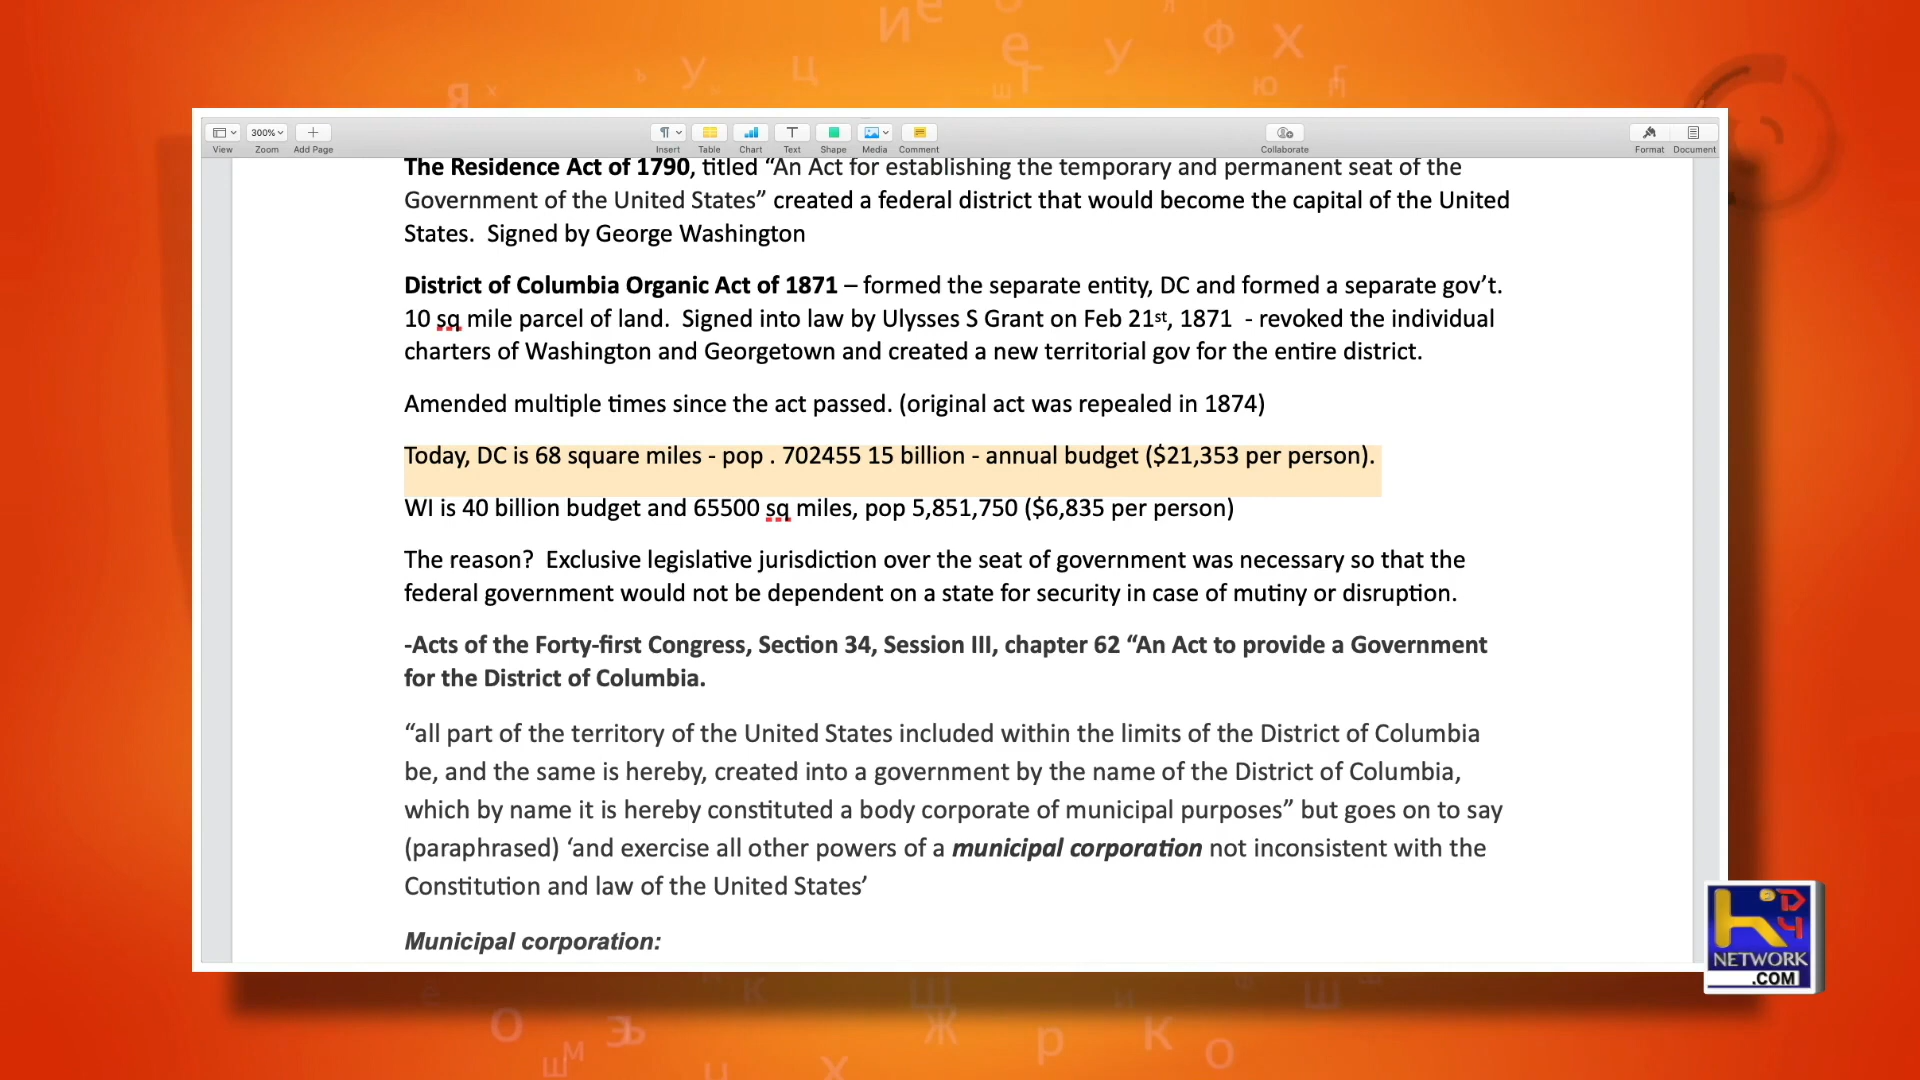 и
е
о
л
е
у
Ф
х
ъ
у
ц
Г
ш
ю
я
х
300%
View
Zoom
Add Page
Insert
Table
Chart
Text
Shape
Media
Comment
Collaborate
Format
Document
The Residence Act of 1790, titled “An Act for establishing the temporary and permanent seat of the
Government of the United States” created a federal district that would become the capital of the United
States.  Signed by George Washington
District of Columbia Organic Act of 1871 – formed the separate entity, DC and formed a separate gov’t.
10 sq mile parcel of land.  Signed into law by Ulysses S Grant on Feb 21st, 1871  - revoked the individual
charters of Washington and Georgetown and created a new territorial gov for the entire district.
Amended multiple times since the act passed. (original act was repealed in 1874)
Today, DC is 68 square miles - pop . 702455 15 billion - annual budget ($21,353 per person).
WI is 40 billion budget and 65500 sq miles, pop 5,851,750 ($6,835 per person)
The reason?  Exclusive legislative jurisdiction over the seat of government was necessary so that the
federal government would not be dependent on a state for security in case of mutiny or disruption.
-Acts of the Forty-first Congress, Section 34, Session III, chapter 62 “An Act to provide a Government
for the District of Columbia.
“all part of the territory of the United States included within the limits of the District of Columbia
be, and the same is hereby, created into a government by the name of the District of Columbia,
which by name it is hereby constituted a body corporate of municipal purposes” but goes on to say
(paraphrased) ‘and exercise all other powers of a municipal corporation not inconsistent with the
Constitution and law of the United States’
Municipal corporation:
D4
NETWORK
.COM
О
Ж
К
р
О
ш
м
х
ц